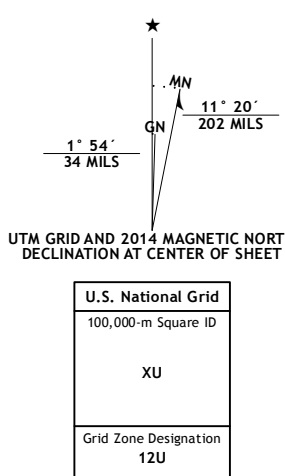 ★
MN
11° 20´
202 MILS
GN
1° 54´
34 MILS
UTM GRID AND 2014 MAGNETIC NORT
DECLINATION AT CENTER OF SHEET
U.S. National Grid
100,000-m Square ID
XU
Grid Zone Designation
12U